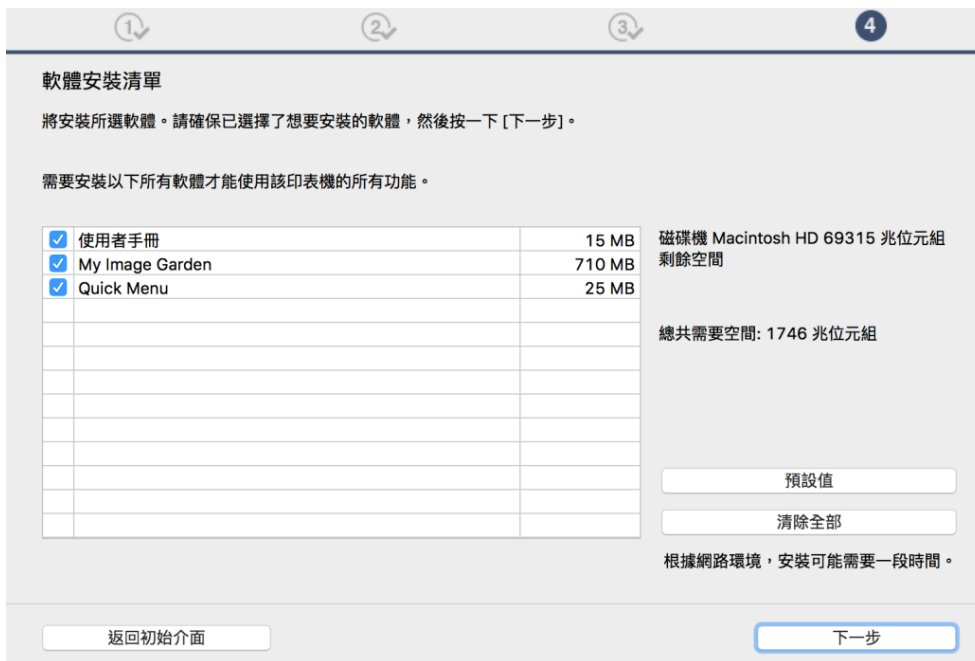 1 2 3 4
軟體安裝清單
將安裝所選軟體。請確保已選擇了想要安裝的軟體，然後按一下 [下一步]。
需要安裝以下所有軟體才能使用該印表機的所有功能。
使用者手冊 15 MB
My Image Garden 710 MB
Quick Menu 25 MB
磁碟機 Macintosh HD 69315 兆位元組
剩餘空間
總共需要空間: 1746 兆位元組
預設值
清除全部
根據網路環境，安裝可能需要一段時間。
返回初始介面
下一步